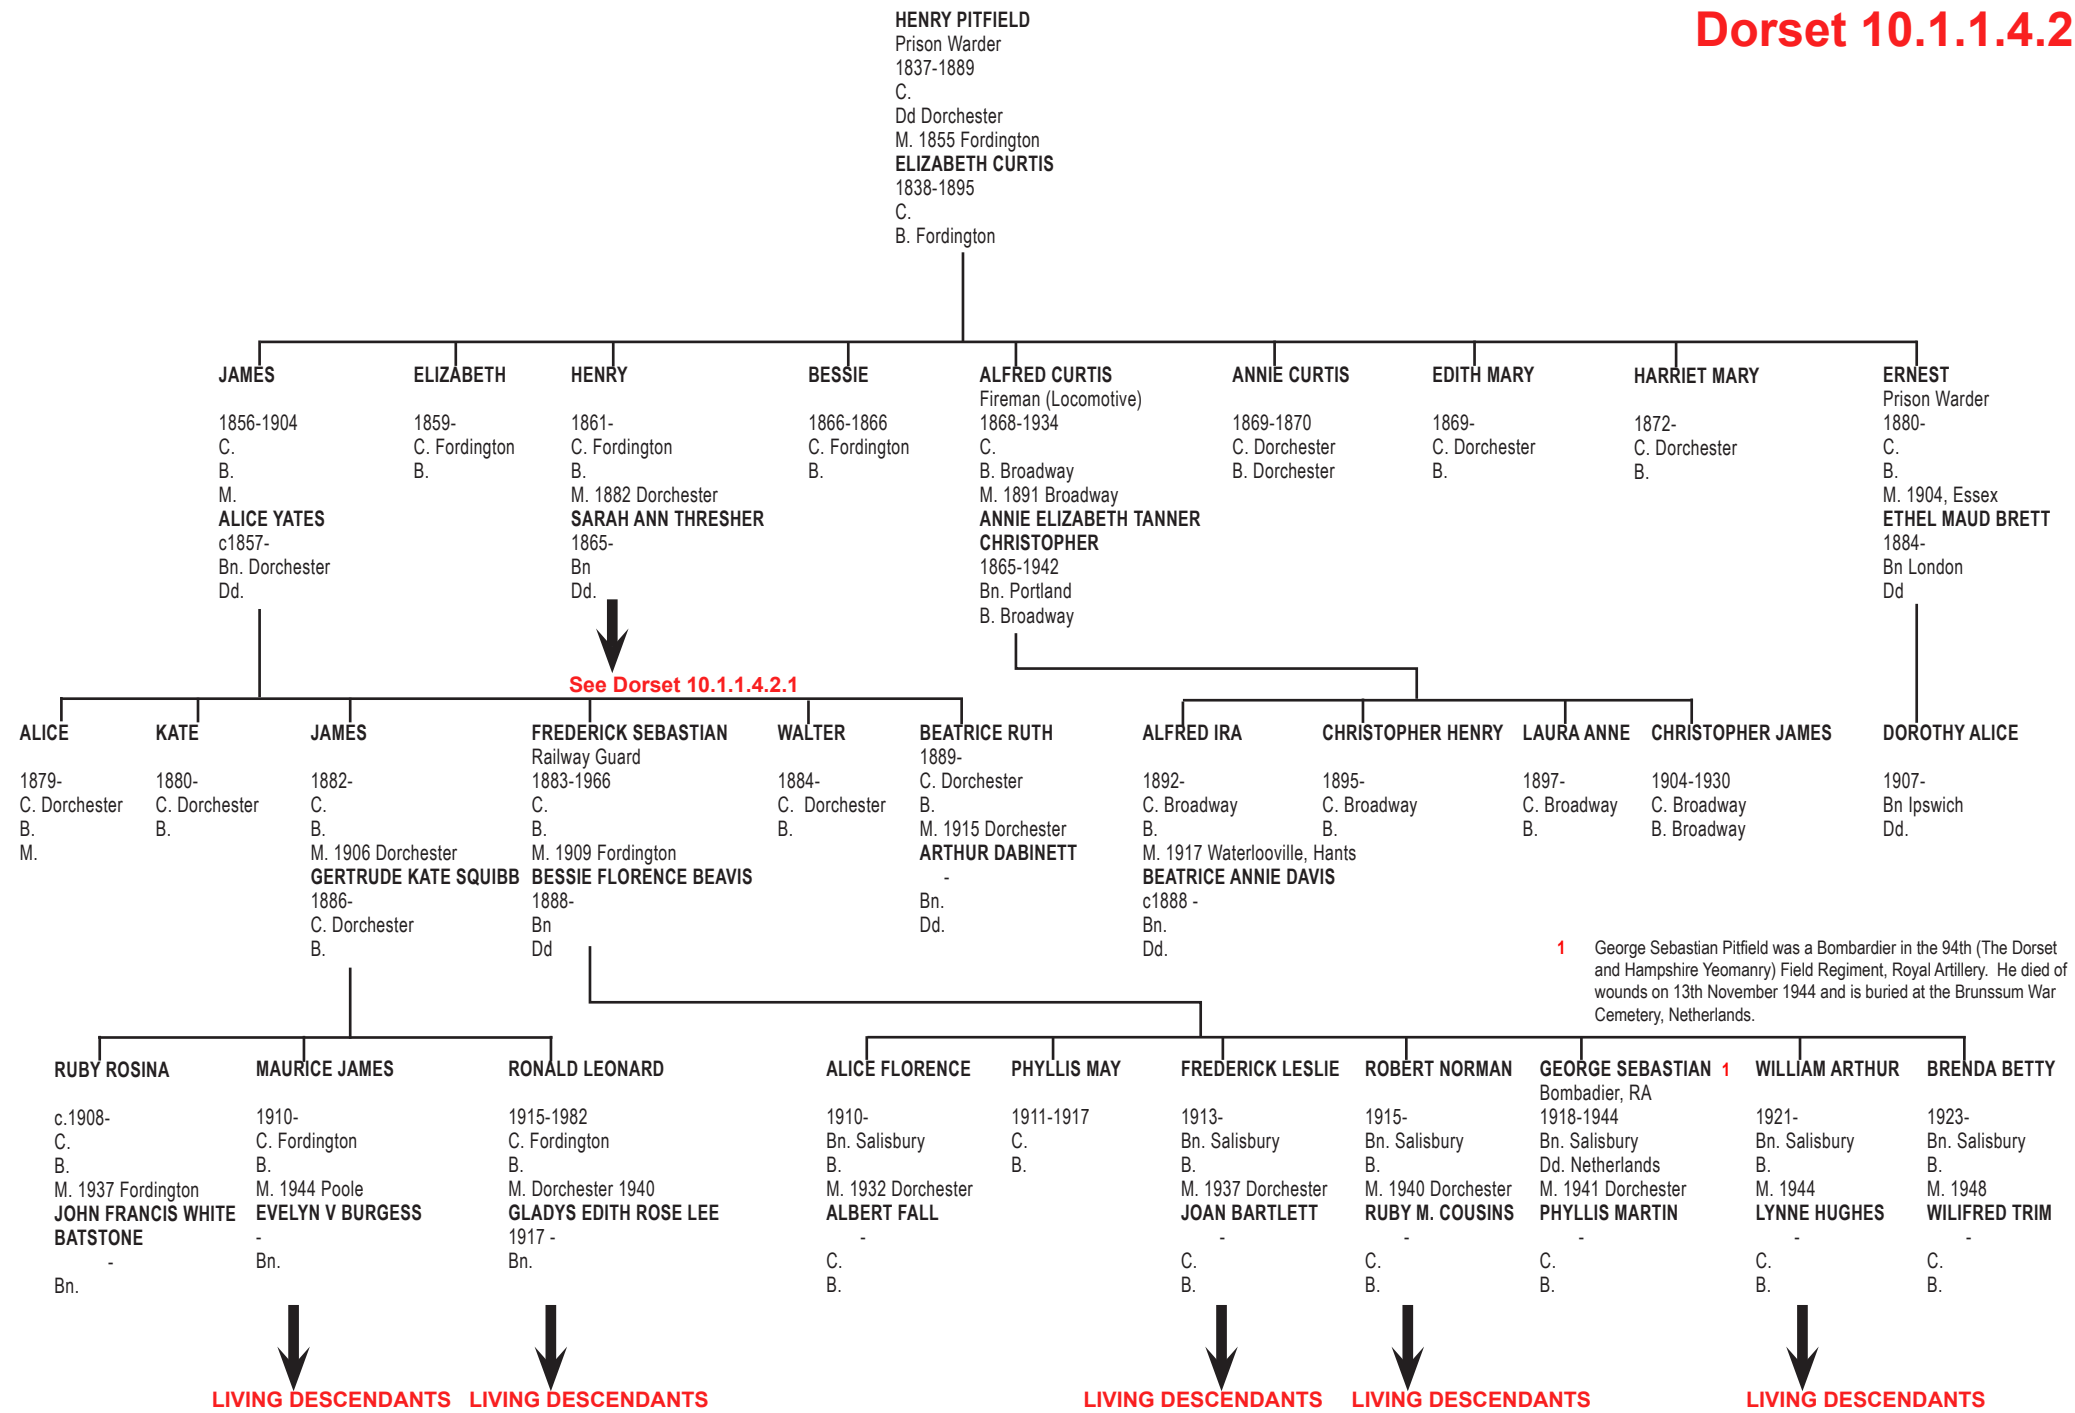 Dorset 10.1.1.4.2
HENRY PITFIELD
Prison Warder
1837-1889
C.
Dd Dorchester
M. 1855 Fordington
ELIZABETH CURTIS
1838-1895
C.
B. Fordington
JAMES
1856-1904
C.
B.
M.
ALICE YATES
c1857-
Bn. Dorchester
Dd.
ELIZABETH
1859-
C. Fordington
B.
HENRY
1861-
C. Fordington
B.
M. 1882 Dorchester
SARAH ANN THRESHER
1865-
Bn
Dd.
See Dorset 10.1.1.4.2.1
BESSIE
1866-1866
C. Fordington
B.
ALFRED CURTIS
Fireman (Locomotive)
1868-1934
C.
B. Broadway
M. 1891 Broadway
ANNIE ELIZABETH TANNER
CHRISTOPHER
1865-1942
Bn. Portland
B. Broadway
ANNIE CURTIS
1869-1870
C. Dorchester
B. Dorchester
EDITH MARY
1869-
C. Dorchester
B.
HARRIET MARY
1872-
C. Dorchester
B.
ERNEST
Prison Warder
1880-
C.
B.
M. 1904, Essex
ETHEL MAUD BRETT
1884-
Bn London
Dd
ALICE
1879-
C. Dorchester
B.
M.
KATE
1880-
C. Dorchester
B.
JAMES
1882-
C.
B.
M. 1906 Dorchester
GERTRUDE KATE SQUIBB
1886-
C. Dorchester
B.
FREDERICK SEBASTIAN
Railway Guard
1883-1966
C.
B.
M. 1909 Fordington
BESSIE FLORENCE BEAVIS
1888-
Bn
Dd
WALTER
1884-
C.  Dorchester
B.
BEATRICE RUTH
1889-
C. Dorchester
B.
M. 1915 Dorchester
ARTHUR DABINETT
-
Bn.
Dd.
ALFRED IRA
1892-
C. Broadway
B.
M. 1917 Waterlooville, Hants
BEATRICE ANNIE DAVIS
c1888 -
Bn.
Dd.
CHRISTOPHER HENRY
1895-
C. Broadway
B.
LAURA ANNE
1897-
C. Broadway
B.
CHRISTOPHER JAMES
1904-1930
C. Broadway
B. Broadway
DOROTHY ALICE
1907-
Bn Ipswich
Dd.
1 George Sebastian Pitfield was a Bombardier in the 94th (The Dorset
and Hampshire Yeomanry) Field Regiment, Royal Artillery.  He died of
wounds on 13th November 1944 and is buried at the Brunssum War
Cemetery, Netherlands.
RUBY ROSINA
c.1908-
C.
B.
M. 1937 Fordington
JOHN FRANCIS WHITE
BATSTONE
-
Bn.
MAURICE JAMES
1910-
C. Fordington
B.
M. 1944 Poole
EVELYN V BURGESS
-
Bn.
LIVING DESCENDANTS
RONALD LEONARD
1915-1982
C. Fordington
B.
M. Dorchester 1940
GLADYS EDITH ROSE LEE
1917 -
Bn.
LIVING DESCENDANTS
ALICE FLORENCE
1910-
Bn. Salisbury
B.
M. 1932 Dorchester
ALBERT FALL
-
C.
B.
PHYLLIS MAY
1911-1917
C.
B.
FREDERICK LESLIE
1913-
Bn. Salisbury
B.
M. 1937 Dorchester
JOAN BARTLETT
-
C.
B.
LIVING DESCENDANTS
ROBERT NORMAN
1915-
Bn. Salisbury
B.
M. 1940 Dorchester
RUBY M. COUSINS
-
C.
B.
LIVING DESCENDANTS
GEORGE SEBASTIAN 1
Bombadier, RA
1918-1944
Bn. Salisbury
Dd. Netherlands
M. 1941 Dorchester
PHYLLIS MARTIN
-
C.
B.
WILLIAM ARTHUR
1921-
Bn. Salisbury
B.
M. 1944
LYNNE HUGHES
-
C.
B.
LIVING DESCENDANTS
BRENDA BETTY
1923-
Bn. Salisbury
B.
M. 1948
WILIFRED TRIM
-
C.
B.